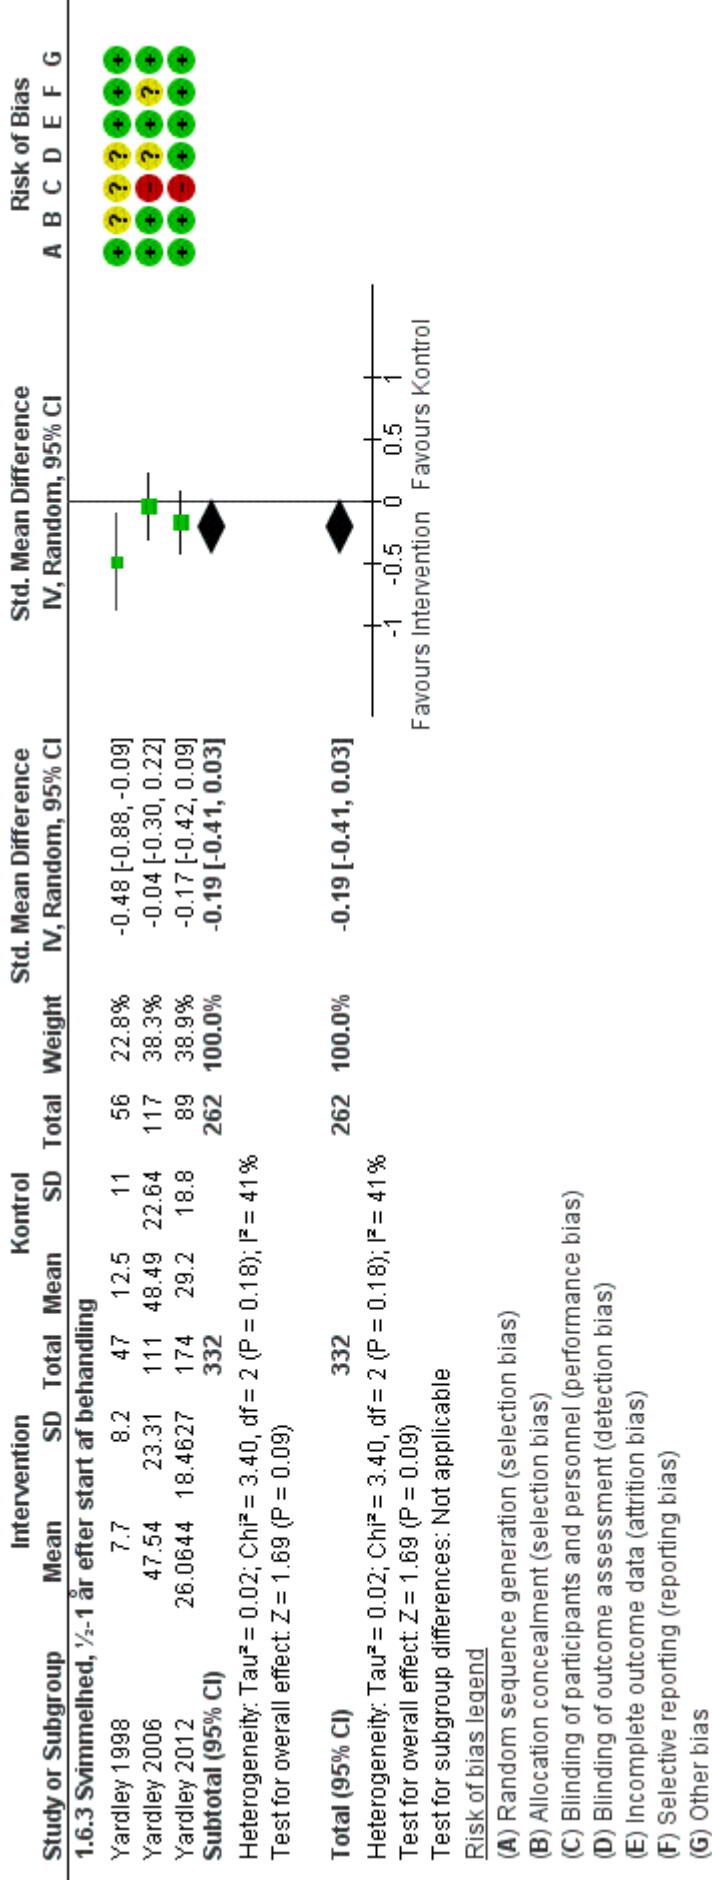 Intervention Kontrol Std. Mean Difference Std. Mean Difference Risk of Bias
Study or Subgroup Mean SD Total Mean SD Total Weight IV, Random, 95% CI IV, Random, 95% CI A B C D E F G
1.6.3 Svimmelhed, ½-1 år efter start af behandling
Yardley 1998 7.7 8.2 47 12.5 11 56 22.8% -0.48 [-0.88, -0.09] + ? ? ? + + +
Yardley 2006 47.54 23.31 111 48.49 22.64 117 38.3% -0.04 [-0.30, 0.22] + + – ? + ? +
Yardley 2012 26.0644 18.4627 174 29.2 18.8 89 38.9% -0.17 [-0.42, 0.09] + + – + + + +
Subtotal (95% CI) 332 262 100.0% -0.19 [-0.41, 0.03]
Heterogeneity: Tau² = 0.02; Chi² = 3.40, df = 2 (P = 0.18); I² = 41%
Test for overall effect: Z = 1.69 (P = 0.09)
Total (95% CI) 332 262 100.0% -0.19 [-0.41, 0.03]
Heterogeneity: Tau² = 0.02; Chi² = 3.40, df = 2 (P = 0.18); I² = 41%
Test for overall effect: Z = 1.69 (P = 0.09)
Test for subgroup differences: Not applicable
-1 -0.5 0 0.5 1
Favours Intervention Favours Kontrol
Risk of bias legend
(A) Random sequence generation (selection bias)
(B) Allocation concealment (selection bias)
(C) Blinding of participants and personnel (performance bias)
(D) Blinding of outcome assessment (detection bias)
(E) Incomplete outcome data (attrition bias)
(F) Selective reporting (reporting bias)
(G) Other bias